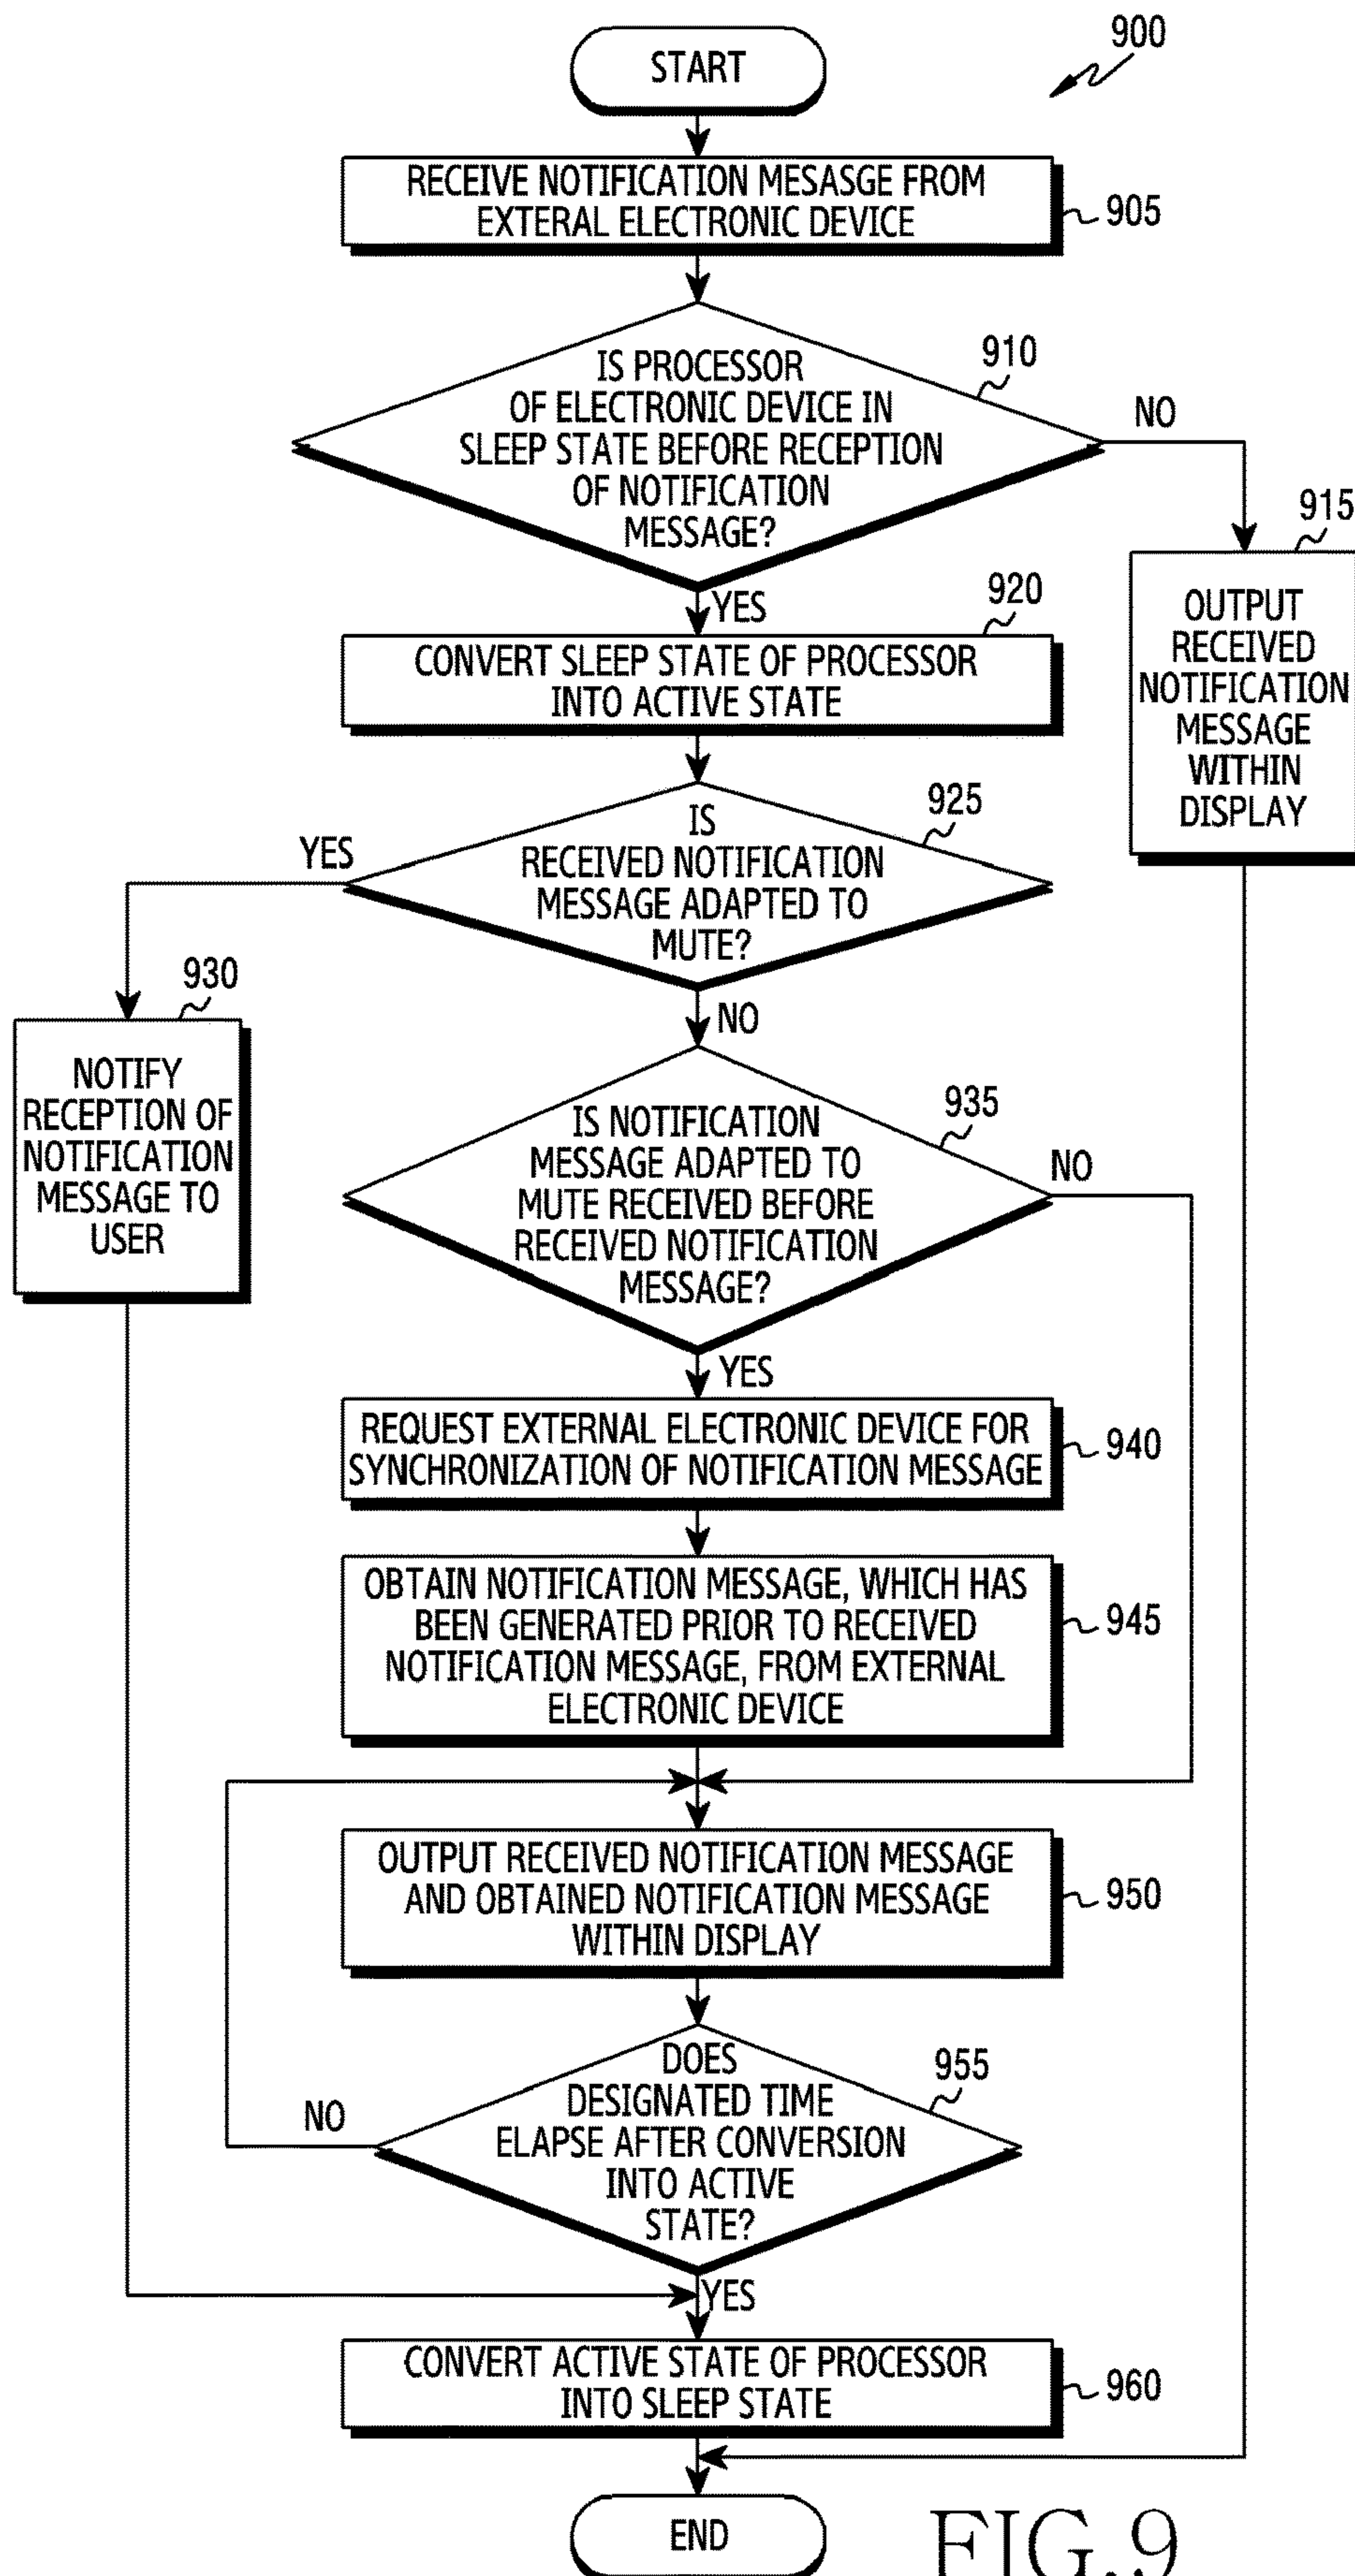 900
START
RECEIVE NOTIFICATION MESASGE FROM
EXTERAL ELECTRONIC DEVICE
905
IS PROCESSOR
OF ELECTRONIC DEVICE IN
SLEEP STATE BEFORE RECEPTION
OF NOTIFICATION
MESSAGE?
910
NO
915
OUTPUT
RECEIVED
NOTIFICATION
MESSAGE
WITHIN
DISPLAY
YES
920
CONVERT SLEEP STATE OF PROCESSOR
INTO ACTIVE STATE
IS
RECEIVED NOTIFICATION
MESSAGE ADAPTED TO
MUTE?
925
YES
930
NOTIFY
RECEPTION OF
NOTIFICATION
MESSAGE TO
USER
NO
IS NOTIFICATION
MESSAGE ADAPTED TO
MUTE RECEIVED BEFORE
RECEIVED NOTIFICATION
MESSAGE?
935
NO
YES
REQUEST EXTERNAL ELECTRONIC DEVICE FOR
SYNCHRONIZATION OF NOTIFICATION MESSAGE
940
OBTAIN NOTIFICATION MESSAGE, WHICH HAS
BEEN GENERATED PRIOR TO RECEIVED
NOTIFICATION MESSAGE, FROM EXTERNAL
ELECTRONIC DEVICE
945
OUTPUT RECEIVED NOTIFICATION MESSAGE
AND OBTAINED NOTIFICATION MESSAGE
WITHIN DISPLAY
950
DOES
DESIGNATED TIME
ELAPSE AFTER CONVERSION
INTO ACTIVE
STATE?
955
NO
YES
CONVERT ACTIVE STATE OF PROCESSOR
INTO SLEEP STATE
960
END
FIG.9